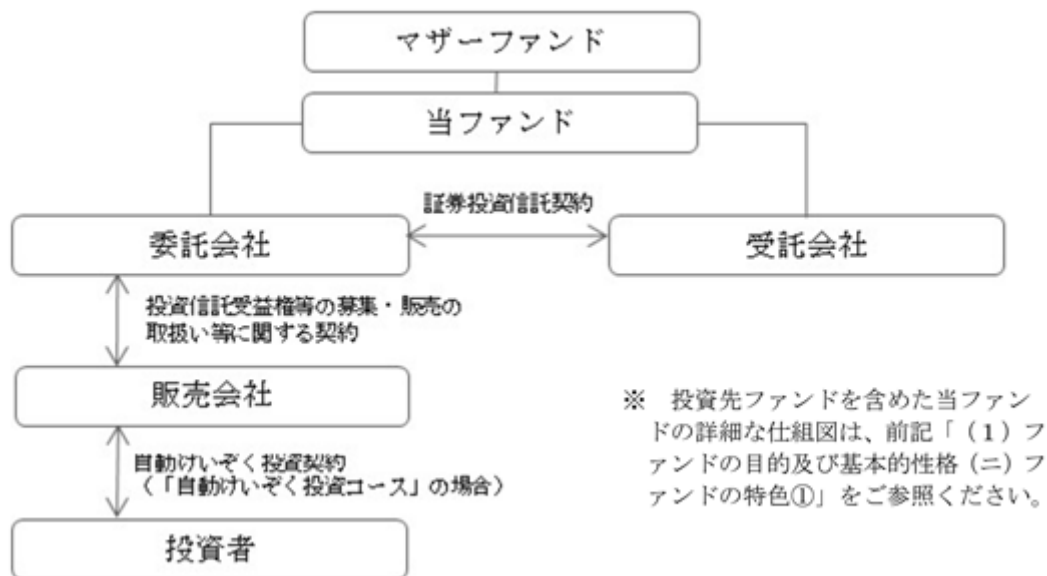 マザーファンド
当ファンド
証券投資信託契約
委託会社
受託会社
投資信託受益権等の募集・販売の
取扱い等に関する契約
販売会社
※　投資先ファンドを含めた当ファン
ドの詳細な仕組図は、前記「（１）フ
ァンドの目的及び基本的性格（ニ）フ
ァンドの特色①」をご参照ください。
自動けいぞく投資契約
（「自動けいぞく投資コース」の場合）
投資者